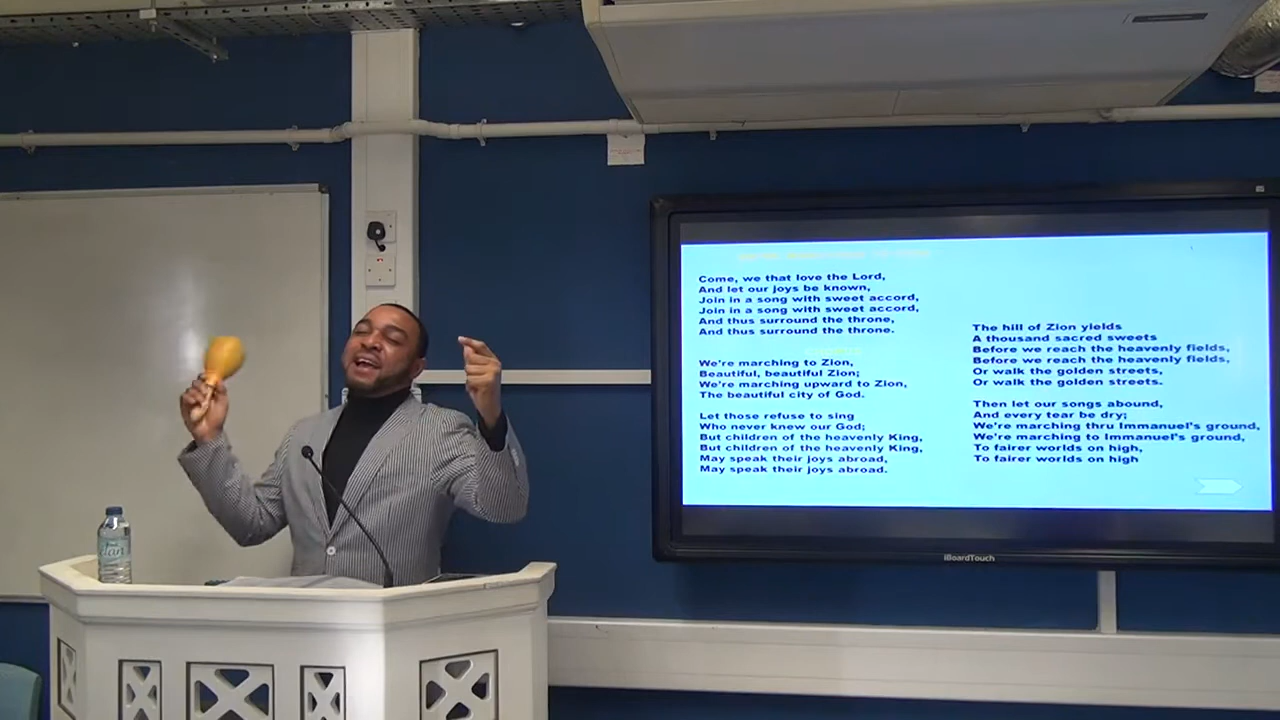 Come, we that love the Lord,
And let our joys be known,
Join in a song with sweet accord,
Join in a song with sweet accord,
And thus surround the throne,
And thus surround the throne.
We're marching to Zion,
Beautiful, beautiful Zion;
We're marching upward to Zion,
The beautiful city of God.
Let those refuse to sing
Who never knew our God;
But children of the heavenly King,
But children of the heavenly King,
May speak their joys abroad,
May speak their joys abroad.
The hill of Zion yields
A thousand sacred sweets
Before we reach the heavenly fields,
Before we reach the heavenly fields,
Or walk the golden streets,
Or walk the golden streets.
Then let our songs abound,
And every tear be dry;
We're marching thru Immanuel's ground,
We're marching to Immanuel's ground,
To fairer worlds on high,
To fairer worlds on high
iBoardTouch